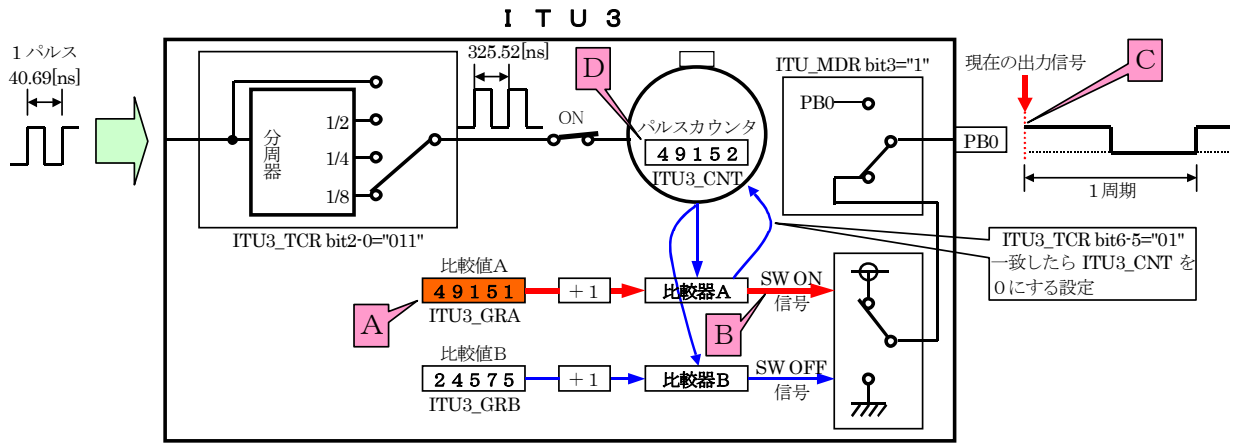 ＩＴＵ３
１パルス
40.69[ns]
分周器
1/2
1/4
1/8
ITU3_TCR bit2-0="011"
325.52[ns]
ON
D
パルスカウンタ
４９１５２
ITU3_CNT
ITU_MDR bit3="1"
PB0
PB0
現在の出力信号
C
１周期
ITU3_TCR bit6-5="01"
一致したら ITU3_CNT を
０にする設定
比較値A
４９１５１
ITU3_GRA
＋１
比較器A
SW ON
信号
A
B
比較値B
２４５７５
ITU3_GRB
＋１
比較器B
SW OFF
信号